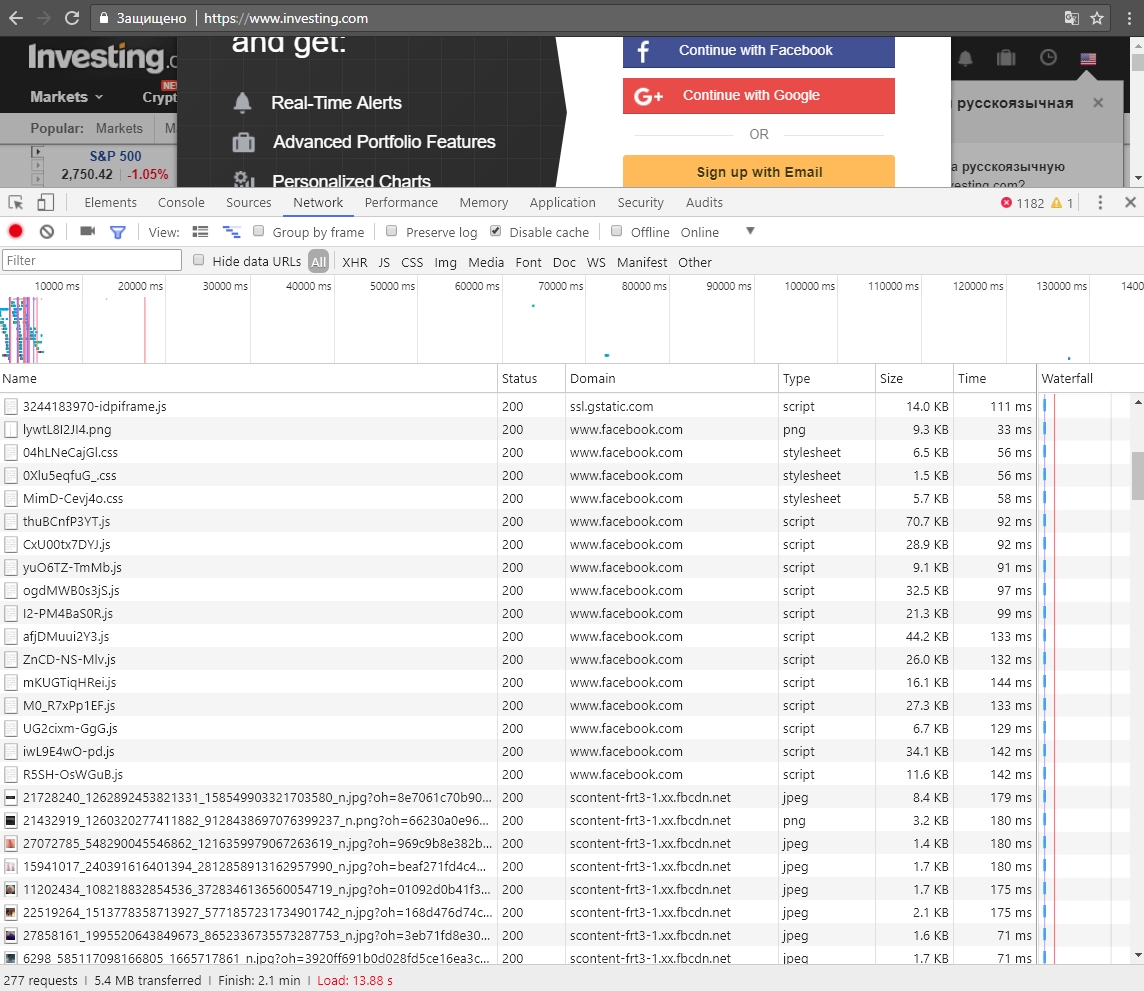 Защищено https://www.investing.com
and get:
Continue with Facebook
Investing.c
Continue with Google
русскоязычная
Real-Time Alerts
NE
Markets Crypt
OR
Popular: Markets M
Advanced Portfolio Features
S&P 500
а русскоязычную
2,750.42 -1.05%
Personalized Charts
Sign up with Email
vesting.com?
Elements Console Sources Network Performance Memory Application Security Audits 1182 1
View: Group by frame Preserve log Disable cache Offline Online
Filter Hide data URLs All XHR JS CSS Img Media Font Doc WS Manifest Other
10000 ms 20000 ms 30000 ms 40000 ms 50000 ms 60000 ms 70000 ms 80000 ms 90000 ms 100000 ms 110000 ms 120000 ms 130000 ms 1400
Name Status Domain Type Size Time Waterfall
3244183970-idpiframe.js 200 ssl.gstatic.com script 14.0 KB 111 ms
lywtL8I2JI4.png 200 www.facebook.com png 9.3 KB 33 ms
04hLNeCajGl.css 200 www.facebook.com stylesheet 6.5 KB 56 ms
0Xlu5eqfuG_.css 200 www.facebook.com stylesheet 1.5 KB 56 ms
MimD-Cevj4o.css 200 www.facebook.com stylesheet 5.7 KB 58 ms
thuBCnfP3YT.js 200 www.facebook.com script 70.7 KB 92 ms
CxU00tx7DYJ.js 200 www.facebook.com script 28.9 KB 92 ms
yuO6TZ-TmMb.js 200 www.facebook.com script 9.1 KB 91 ms
ogdMWB0s3jS.js 200 www.facebook.com script 32.5 KB 97 ms
I2-PM4BaS0R.js 200 www.facebook.com script 21.3 KB 99 ms
afjDMuui2Y3.js 200 www.facebook.com script 44.2 KB 133 ms
ZnCD-NS-Mlv.js 200 www.facebook.com script 26.0 KB 132 ms
mKUGTiqHRei.js 200 www.facebook.com script 16.1 KB 144 ms
M0_R7xPp1EF.js 200 www.facebook.com script 27.3 KB 133 ms
UG2cixm-GgG.js 200 www.facebook.com script 6.7 KB 129 ms
iwL9E4wO-pd.js 200 www.facebook.com script 34.1 KB 142 ms
R5SH-OsWGuB.js 200 www.facebook.com script 11.6 KB 142 ms
21728240_1262892453821331_158549903321703580_n.jpg?oh=8e7061c70b90... 200 scontent-frt3-1.xx.fbcdn.net jpeg 8.4 KB 179 ms
21432919_1260320277411882_9128438697076399237_n.png?oh=66230a0e96... 200 scontent-frt3-1.xx.fbcdn.net png 3.2 KB 180 ms
27072785_548290045546862_1216359979067263619_n.jpg?oh=969c9b8e382b... 200 scontent-frt3-1.xx.fbcdn.net jpeg 1.4 KB 180 ms
15941017_240391616401394_2812858913162957990_n.jpg?oh=beaf271fd4c4... 200 scontent-frt3-1.xx.fbcdn.net jpeg 1.7 KB 180 ms
11202434_108218832854536_3728346136560054719_n.jpg?oh=01092d0b41f3... 200 scontent-frt3-1.xx.fbcdn.net jpeg 1.7 KB 175 ms
22519264_1513778358713927_5771857231734901742_n.jpg?oh=168d476d74c... 200 scontent-frt3-1.xx.fbcdn.net jpeg 2.1 KB 175 ms
27858161_1995520643849673_8652336735573287753_n.jpg?oh=3eb71fd8e30... 200 scontent-frt3-1.xx.fbcdn.net jpeg 1.6 KB 71 ms
6298_585117098166805_1665717861_n.jpg?oh=3920ff691b0d028fd5ce16ea3c... 200 scontent-frt3-1.xx.fbcdn.net jpeg 1.7 KB 71 ms
277 requests | 5.4 MB transferred | Finish: 2.1 min | Load: 13.88 s